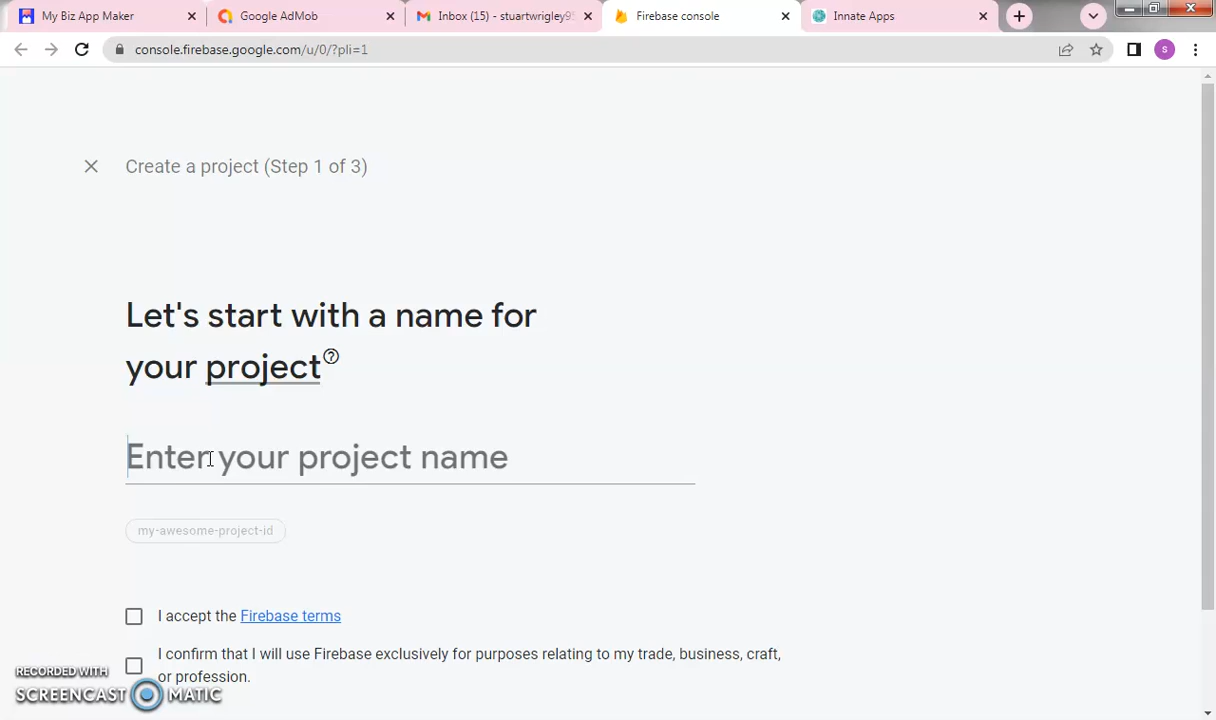 My Biz App Maker
Google AdMob
Inbox (15) - stuartwrigley9
Firebase console
Innate Apps
console.firebase.google.com/u/0/?pli=1
S
Create a project (Step 1 of 3)
Let's start with a name for
your project
Enter your project name
my-awesome-project-id
I accept the Firebase terms
I confirm that I will use Firebase exclusively for purposes relating to my trade, business, craft,
or profession.
RECORDED WITH
SCREENCAST MATIC